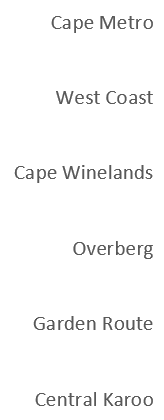 Cape Metro
West Coast
Cape Winelands
Overberg
Garden Route
Central Karoo